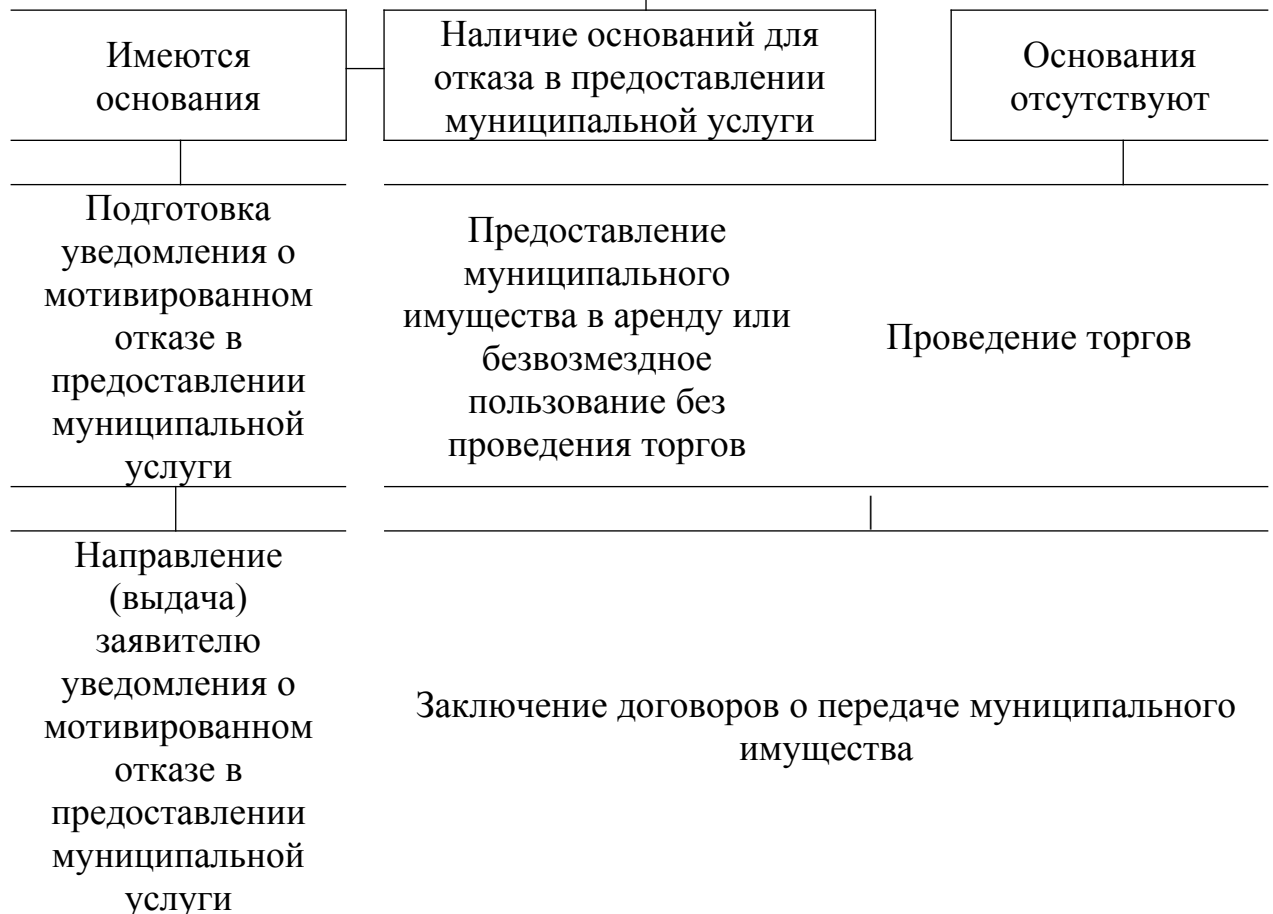 Имеются
основания
Наличие оснований для
отказа в предоставлении
муниципальной услуги
Основания
отсутствуют
Подготовка
уведомления о
мотивированном
отказе в
предоставлении
муниципальной
услуги
Предоставление
муниципального
имущества в аренду или
безвозмездное
пользование без
проведения торгов
Проведение торгов
Направление
(выдача)
заявителю
уведомления о
мотивированном
отказе в
предоставлении
муниципальной
услуги
Заключение договоров о передаче муниципального
имущества